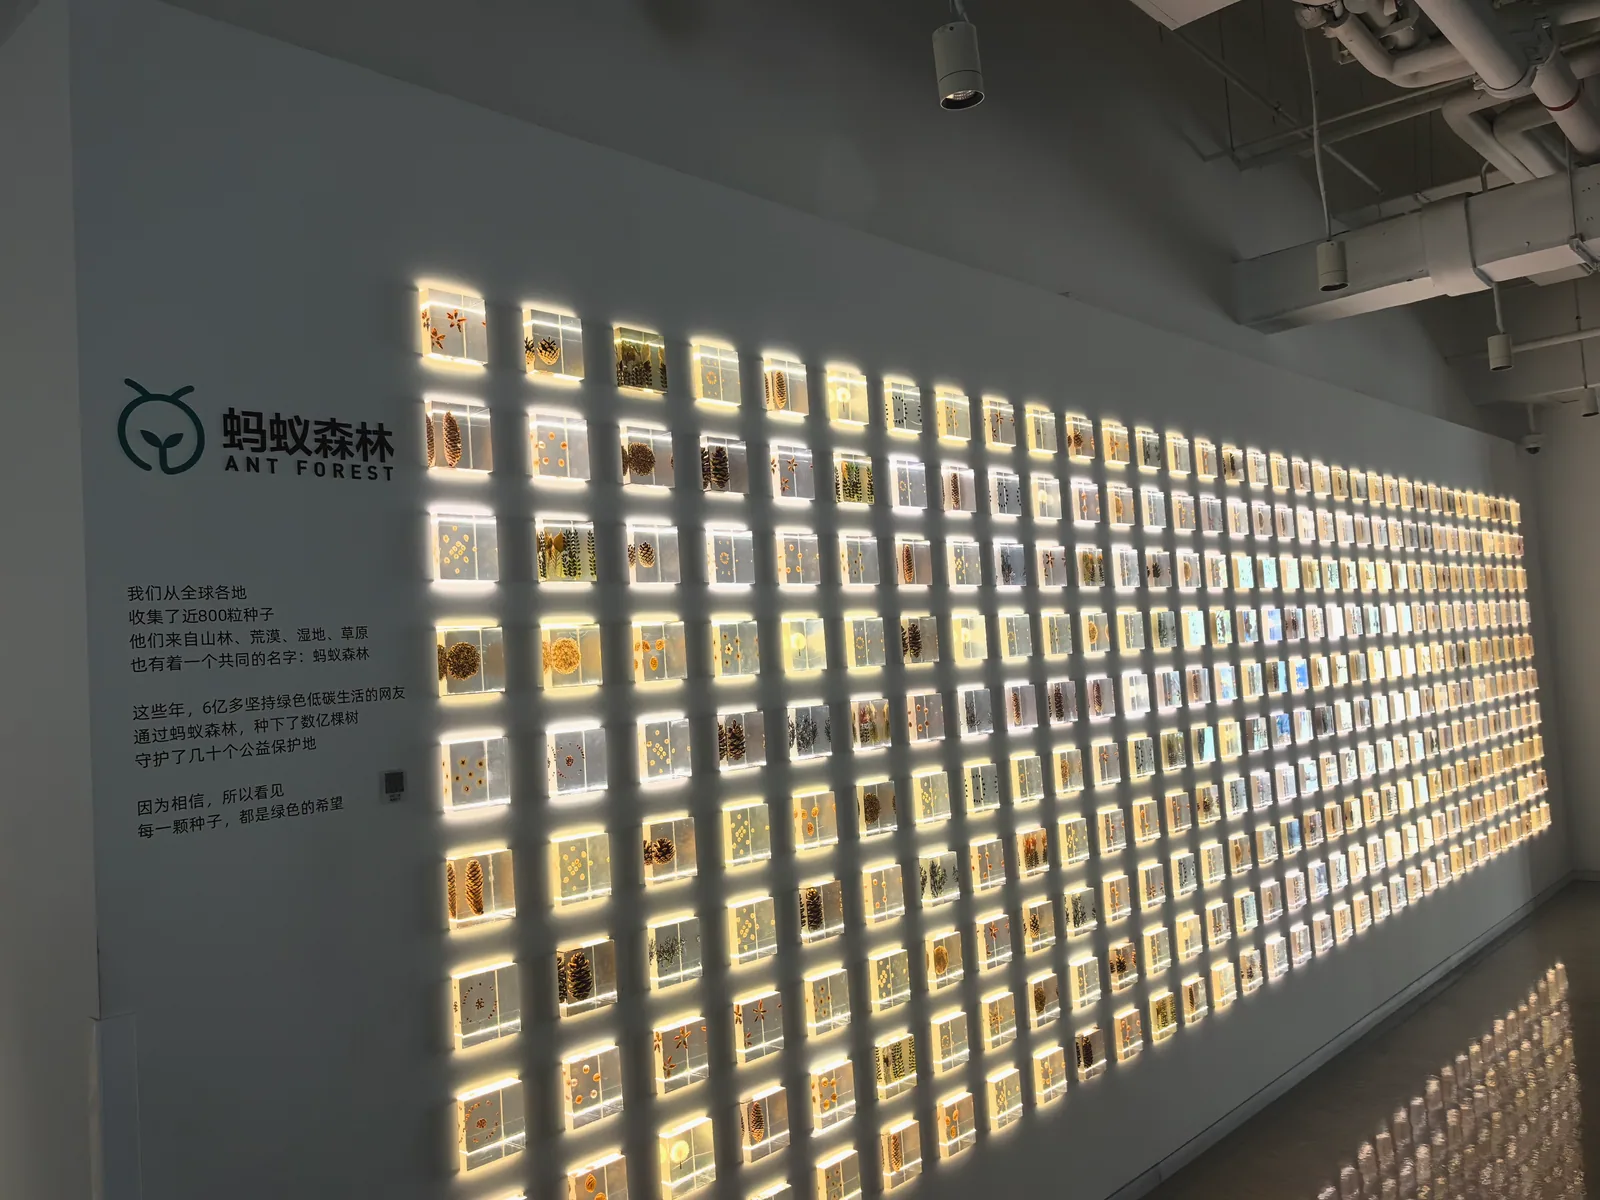 蚂蚁森林
ANT FOREST
我们从全球各地
收集了近800粒种子
他们来自山林、荒漠、湿地、草原
也有着一个共同的名字：蚂蚁森林
这些年，6亿多坚持绿色低碳生活的网友
通过蚂蚁森林，种下了数亿棵树
守护了几十个公益保护地
因为相信，所以看见
每一颗种子，都是绿色的希望